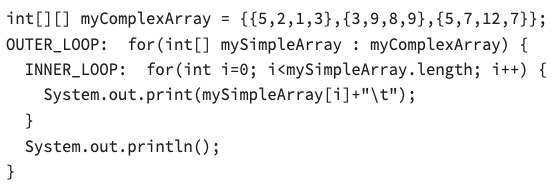 int[][] myComplexArray = {{5,2,1,3},{3,9,8,9},{5,7,12,7}};
OUTER_LOOP:  for(int[] mySimpleArray : myComplexArray) {
  INNER_LOOP:  for(int i=0; i<mySimpleArray.length; i++) {
    System.out.print(mySimpleArray[i]+"\t");
  }
  System.out.println();
}